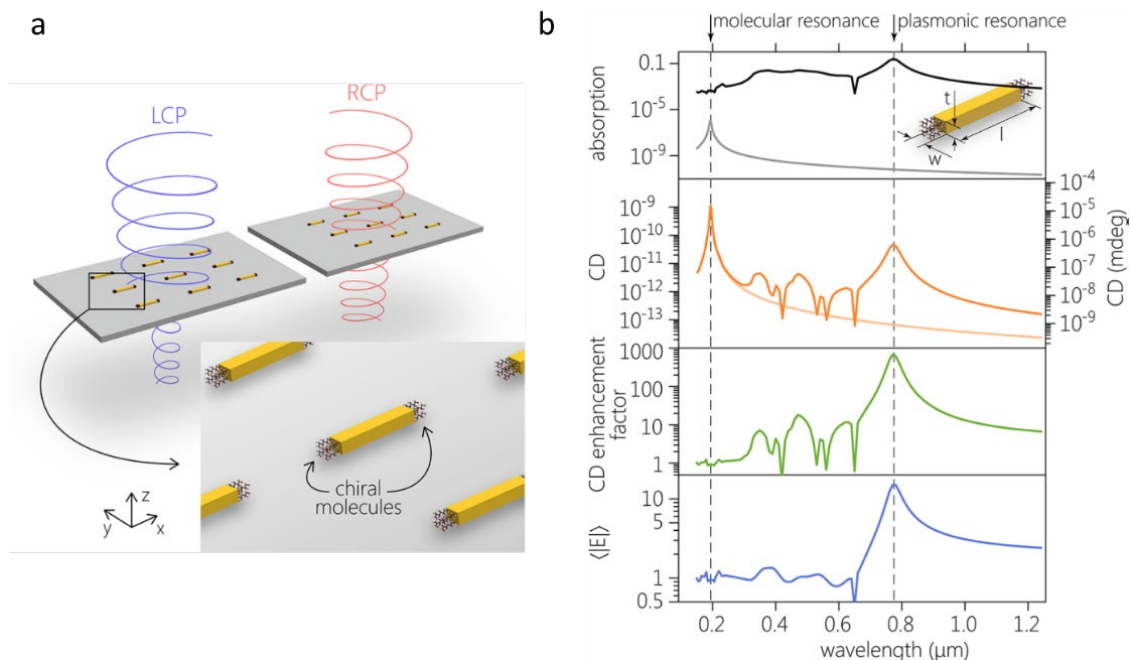 a
LCP
RCP
chiral
molecules
z
y
x
b
molecular resonance
plasmonic resonance
absorption
0.1
10-5
10-9
t
w
l
CD
10-9
10-10
10-11
10-12
10-13
10-4
10-5
10-6
10-7
10-8
10-9
CD (mdeg)
CD enhancement
factor
1000
100
10
1
⟨|E|⟩
10
5
1
0.5
0.2 0.4 0.6 0.8 1.0 1.2
wavelength (μm)